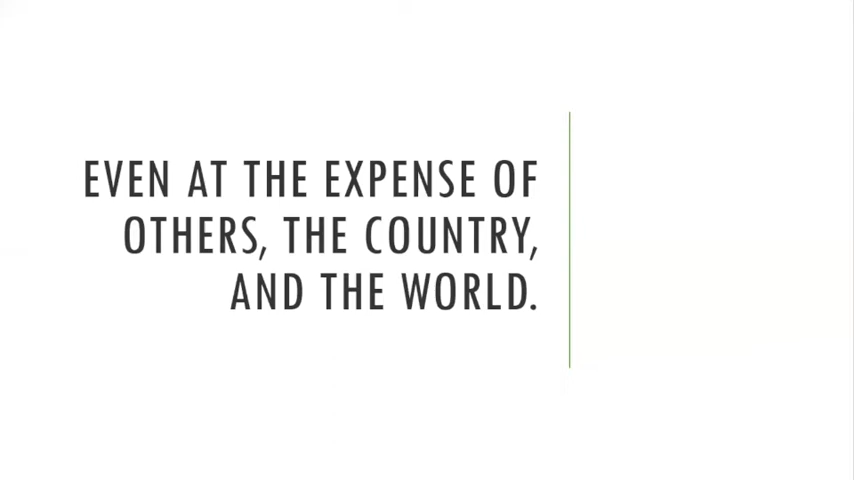 EVEN AT THE EXPENSE OF
OTHERS, THE COUNTRY,
AND THE WORLD.